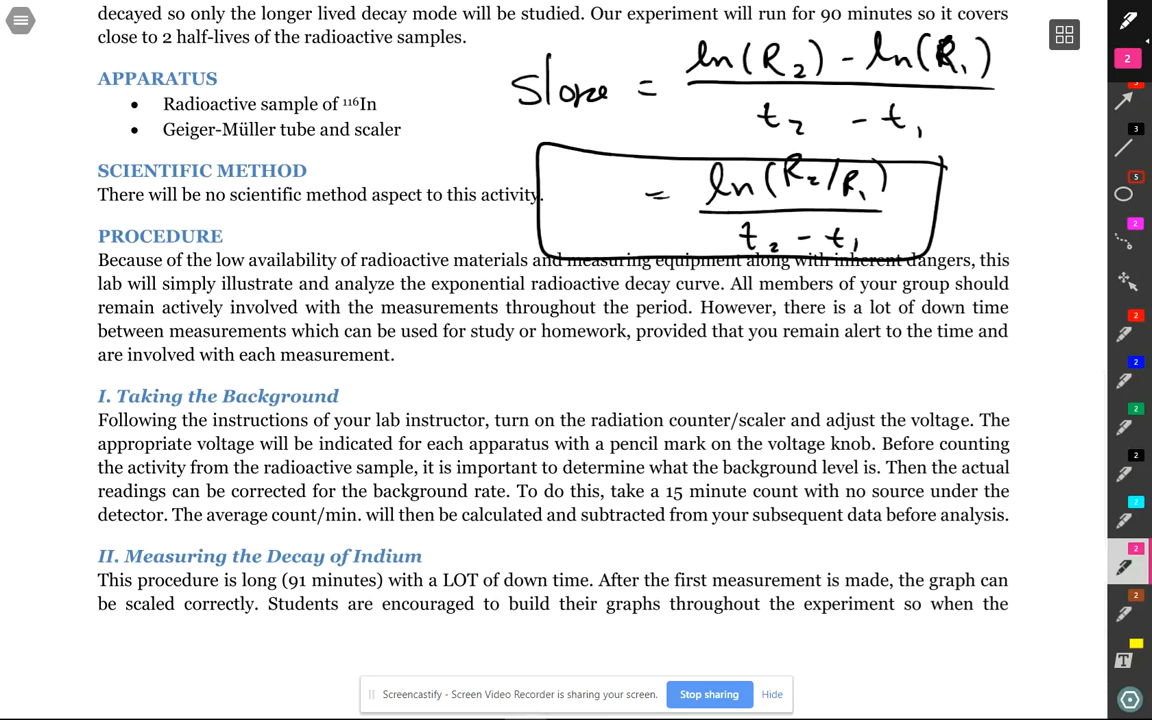 decayed so only the longer lived decay mode will be studied. Our experiment will run for 90 minutes so it covers
close to 2 half-lives of the radioactive samples.
slope = ln(R₂) - ln(R₁)
t₂ - t₁
APPARATUS
• Radioactive sample of ¹¹⁶In
• Geiger-Müller tube and scaler
= ln(R₂/R₁)
t₂ - t₁
SCIENTIFIC METHOD
There will be no scientific method aspect to this activity.
PROCEDURE
Because of the low availability of radioactive materials and measuring equipment along with inherent dangers, this
lab will simply illustrate and analyze the exponential radioactive decay curve. All members of your group should
remain actively involved with the measurements throughout the period. However, there is a lot of down time
between measurements which can be used for study or homework, provided that you remain alert to the time and
are involved with each measurement.
I. Taking the Background
Following the instructions of your lab instructor, turn on the radiation counter/scaler and adjust the voltage. The
appropriate voltage will be indicated for each apparatus with a pencil mark on the voltage knob. Before counting
the activity from the radioactive sample, it is important to determine what the background level is. Then the actual
readings can be corrected for the background rate. To do this, take a 15 minute count with no source under the
detector. The average count/min. will then be calculated and subtracted from your subsequent data before analysis.
II. Measuring the Decay of Indium
This procedure is long (91 minutes) with a LOT of down time. After the first measurement is made, the graph can
be scaled correctly. Students are encouraged to build their graphs throughout the experiment so when the
Screencastify - Screen Video Recorder is sharing your screen. Stop sharing Hide
2
3
3
5
2
2
2
2
2
2
2
2
T